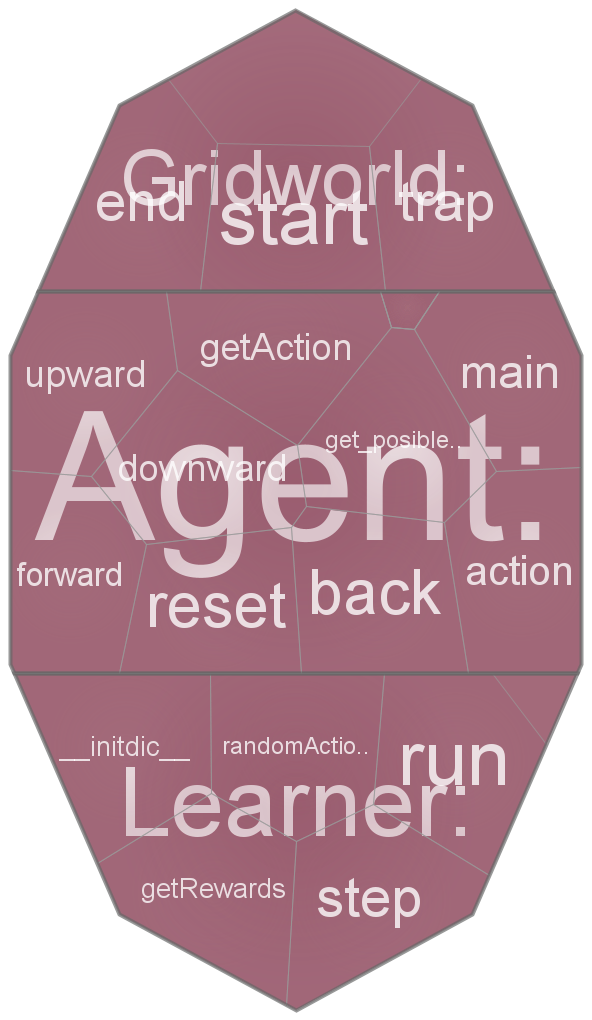 Gridworld:
end
start
trap
getAction
upward
main
get_posible..
Agent:
downward
forward
action
reset
back
__initdic__
randomActio..
run
Learner:
getRewards
step